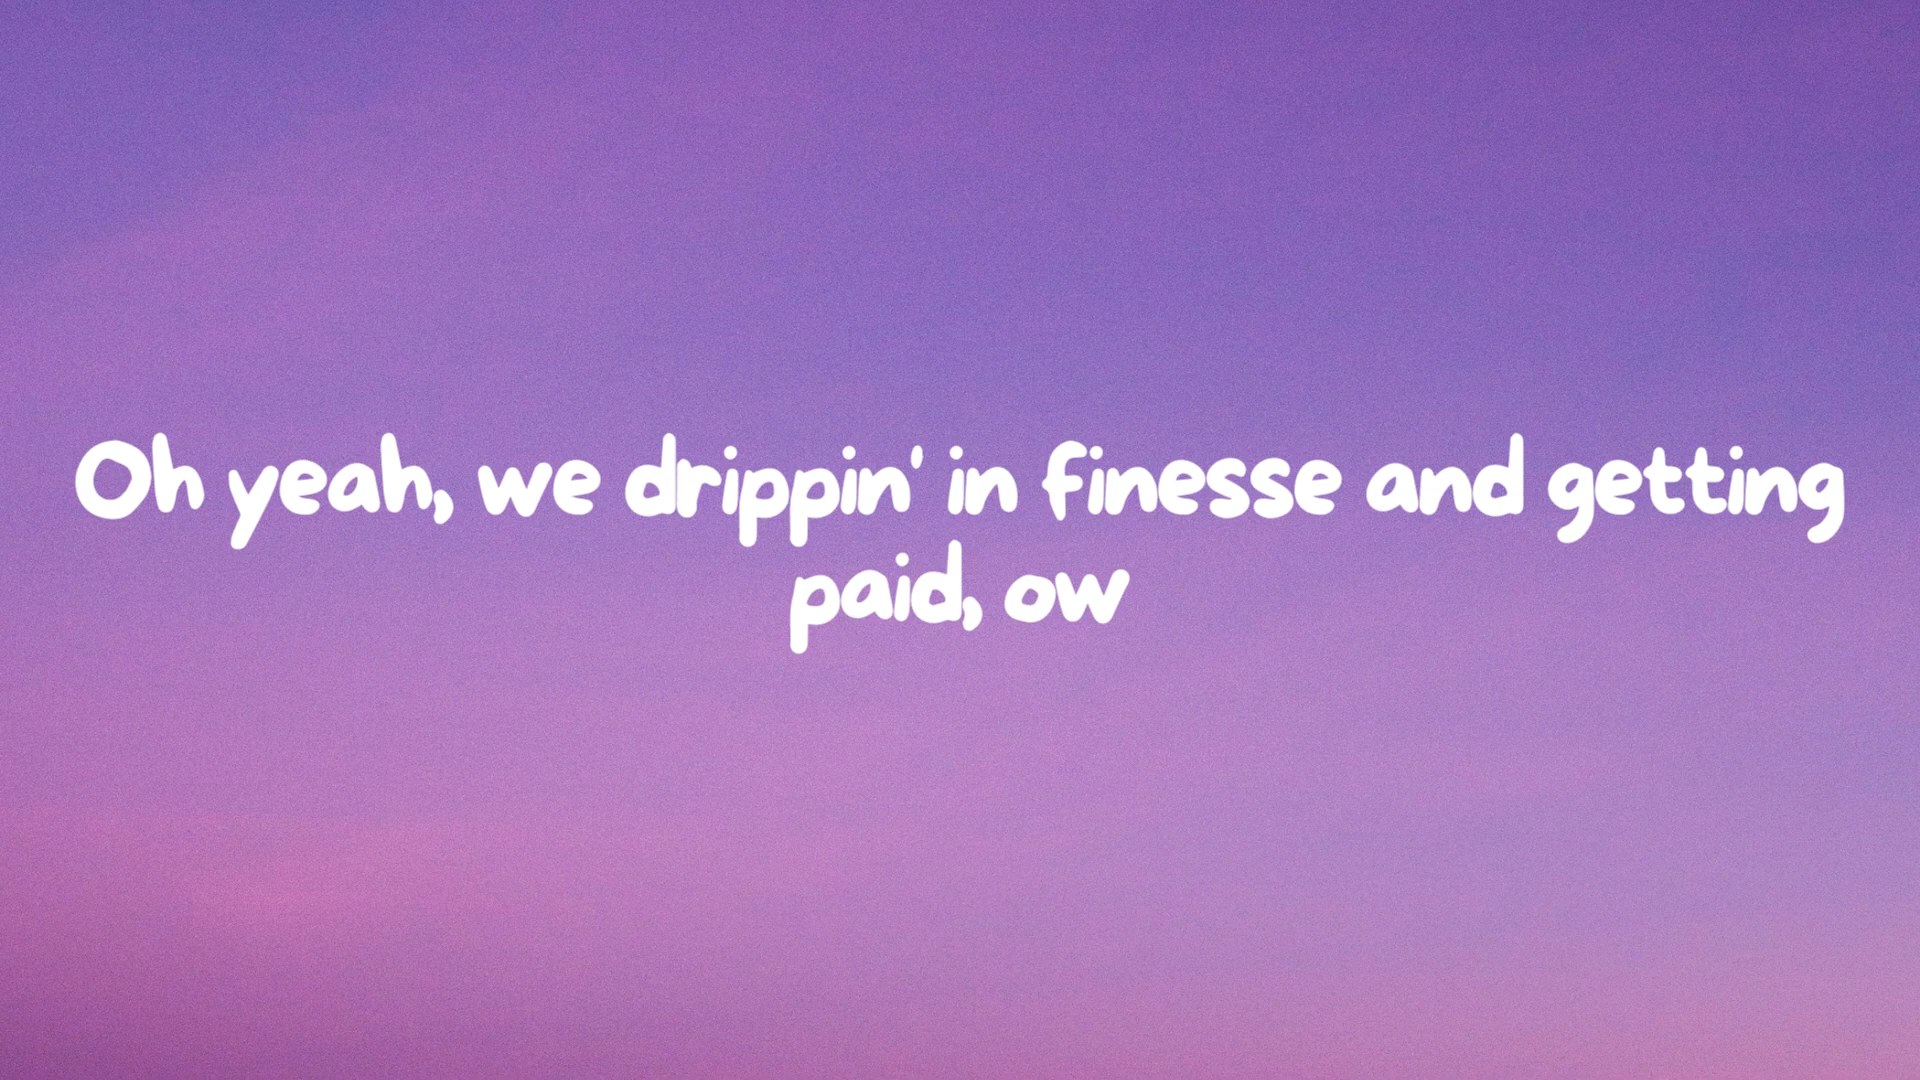 Oh yeah, we drippin' in finesse and getting
paid, ow